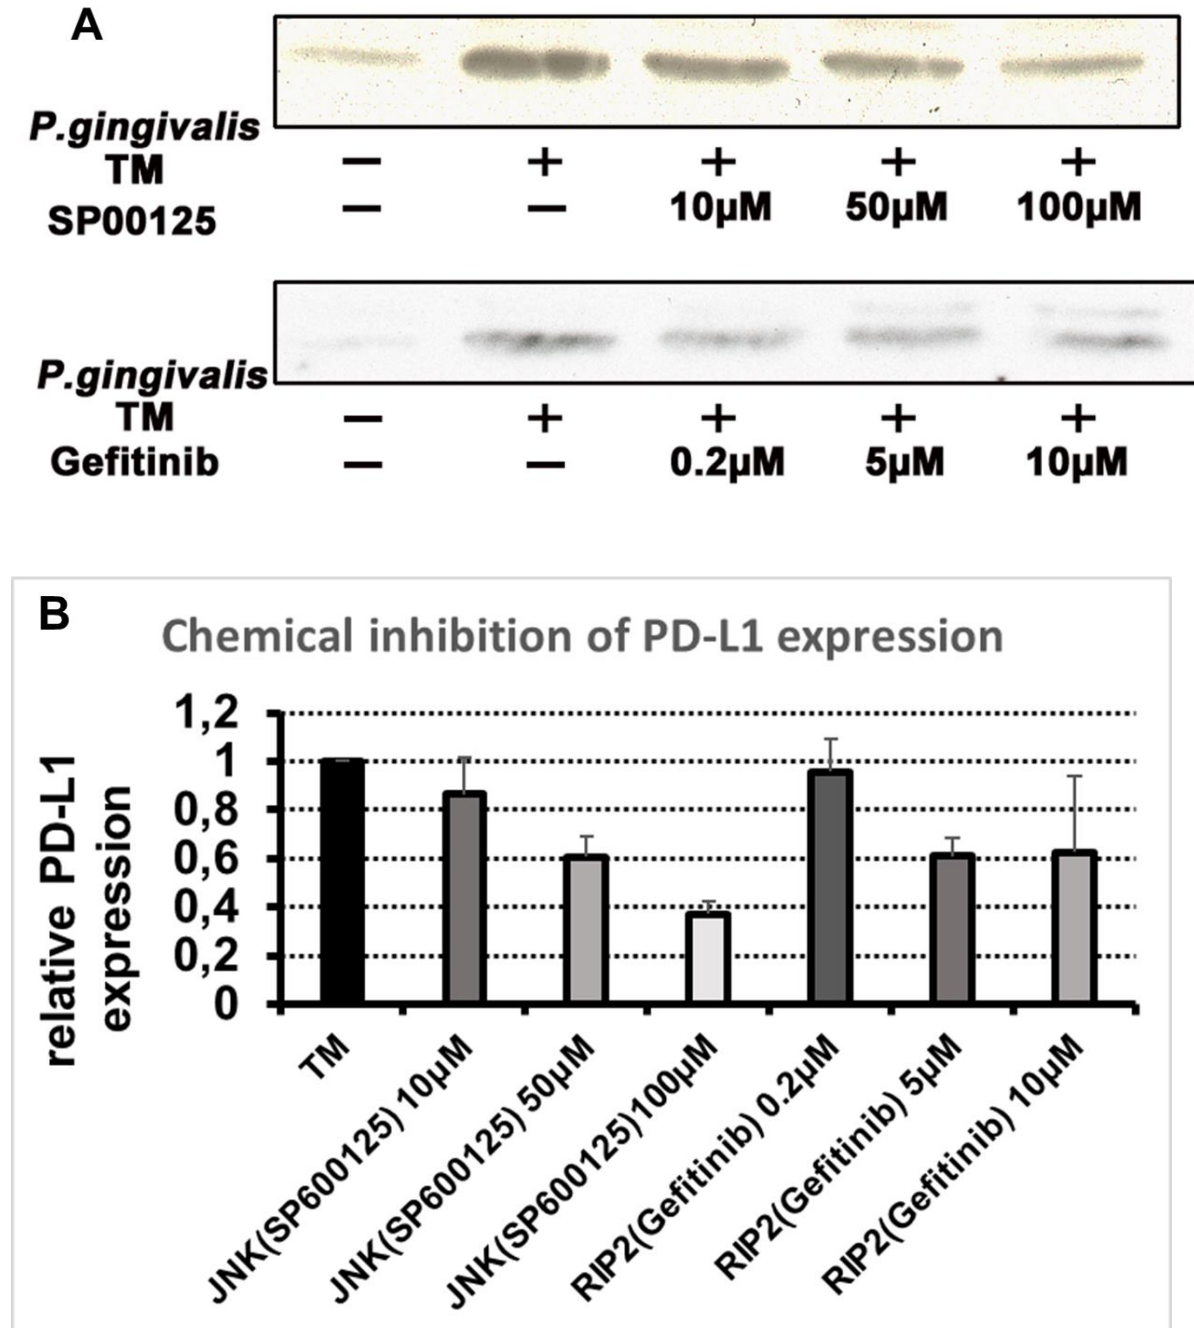 A
P.gingivalis
TM − + + + +
SP00125 − − 10µM 50µM 100µM
P.gingivalis
TM − + + + +
Gefitinib − − 0.2µM 5µM 10µM
B
Chemical inhibition of PD-L1 expression
relative PD-L1
expression
1,2
1
0,8
0,6
0,4
0,2
0
TM
JNK(SP600125) 10µM
JNK(SP600125) 50µM
JNK(SP600125)100µM
RIP2(Gefitinib) 0.2µM
RIP2(Gefitinib) 5µM
RIP2(Gefitinib) 10µM